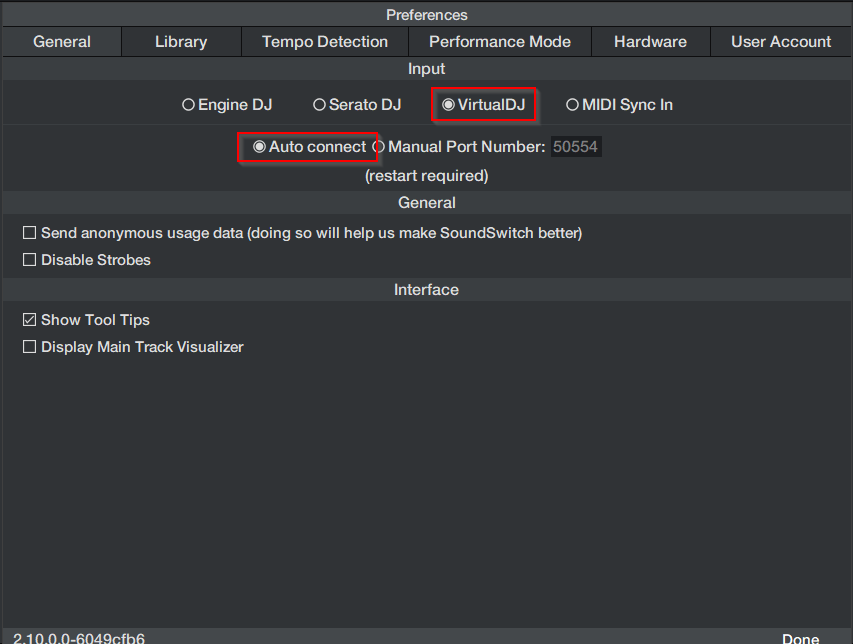 Preferences
General Library Tempo Detection Performance Mode Hardware User Account
Input
Engine DJ Serato DJ VirtualDJ MIDI Sync In
Auto connect Manual Port Number: 50554
(restart required)
General
Send anonymous usage data (doing so will help us make SoundSwitch better)
Disable Strobes
Interface
Show Tool Tips
Display Main Track Visualizer
2.10.0.0-6049cfb6 Done